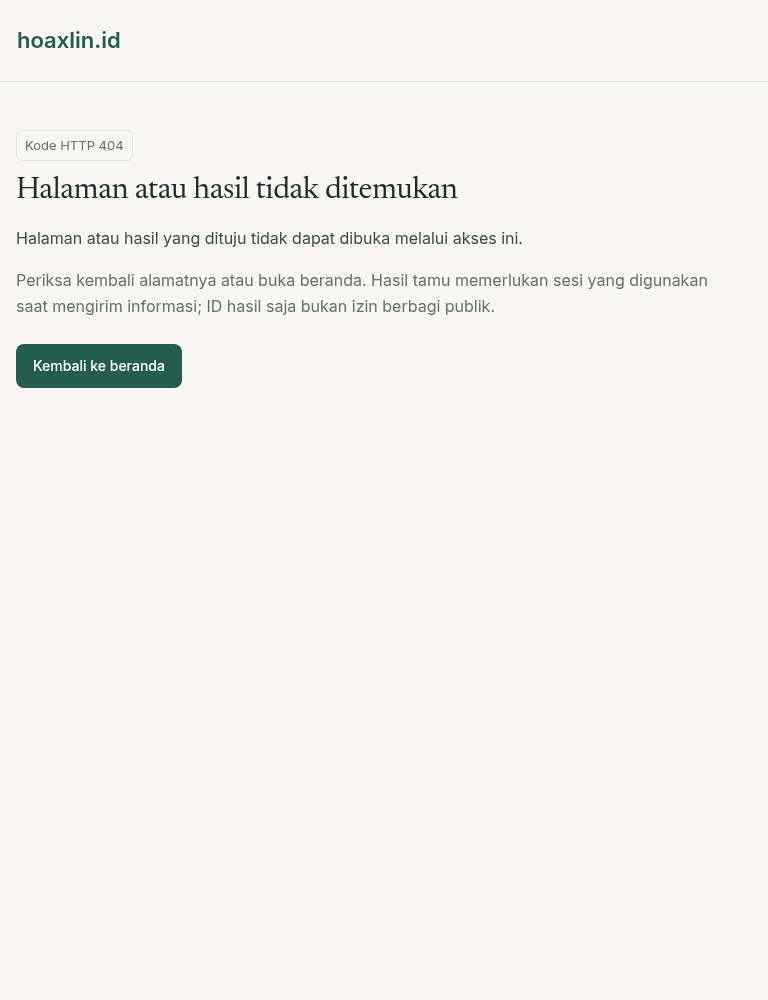 hoaxlin.id
Kode HTTP 404
Halaman atau hasil tidak ditemukan
Halaman atau hasil yang dituju tidak dapat dibuka melalui akses ini.
Periksa kembali alamatnya atau buka beranda. Hasil tamu memerlukan sesi yang digunakan
saat mengirim informasi; ID hasil saja bukan izin berbagi publik.
Kembali ke beranda